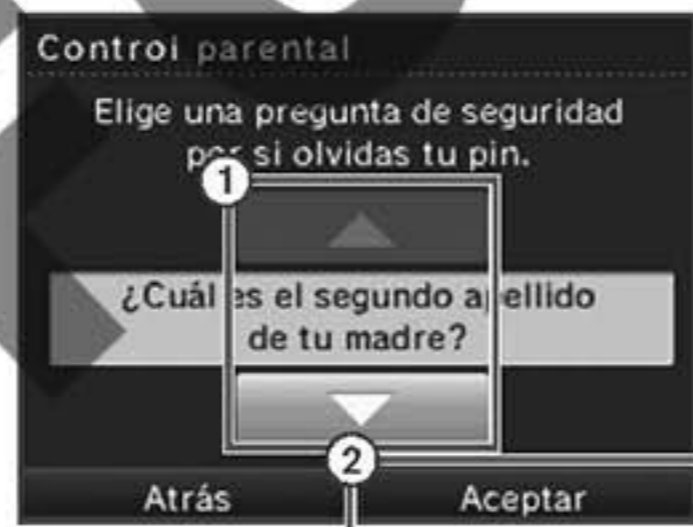 Control parental
Elige una pregunta de seguridad
por si olvidas tu pin.
1
¿Cuál es el segundo apellido
de tu madre?
2
Atrás
Aceptar